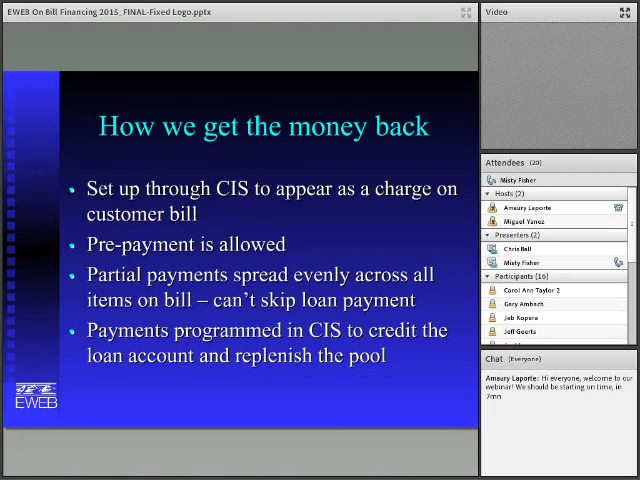 EWEB On Bill Financing 2015_FINAL-Fixed Logo.pptx
How we get the money back
Set up through CIS to appear as a charge on
customer bill
Pre-payment is allowed
Partial payments spread evenly across all
items on bill – can't skip loan payment
Payments programmed in CIS to credit the
loan account and replenish the pool
EWEB
Video
Attendees (20)
Misty Fisher
Hosts (2)
Amaury Laporte
Miguel Yanez
Presenters (2)
Chris Ball
Misty Fisher
Participants (16)
Carol Ann Taylor 2
Gary Ambach
Jeb Kopera
Jeff Geerts
Chat (Everyone)
Amaury Laporte: Hi everyone, welcome to our
webinar! We should be starting on time, in
7mn